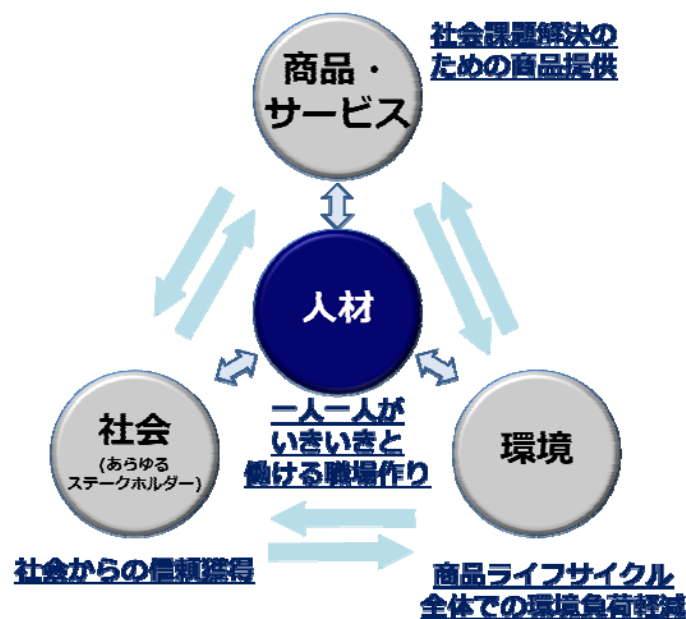 社会課題解決の
ための商品提供
商品・
サービス
人材
一人一人が
いきいきと
働ける職場作り
社会
(あらゆる
ステークホルダー)
社会からの信頼獲得
環境
商品ライフサイクル
全体での環境負荷軽減